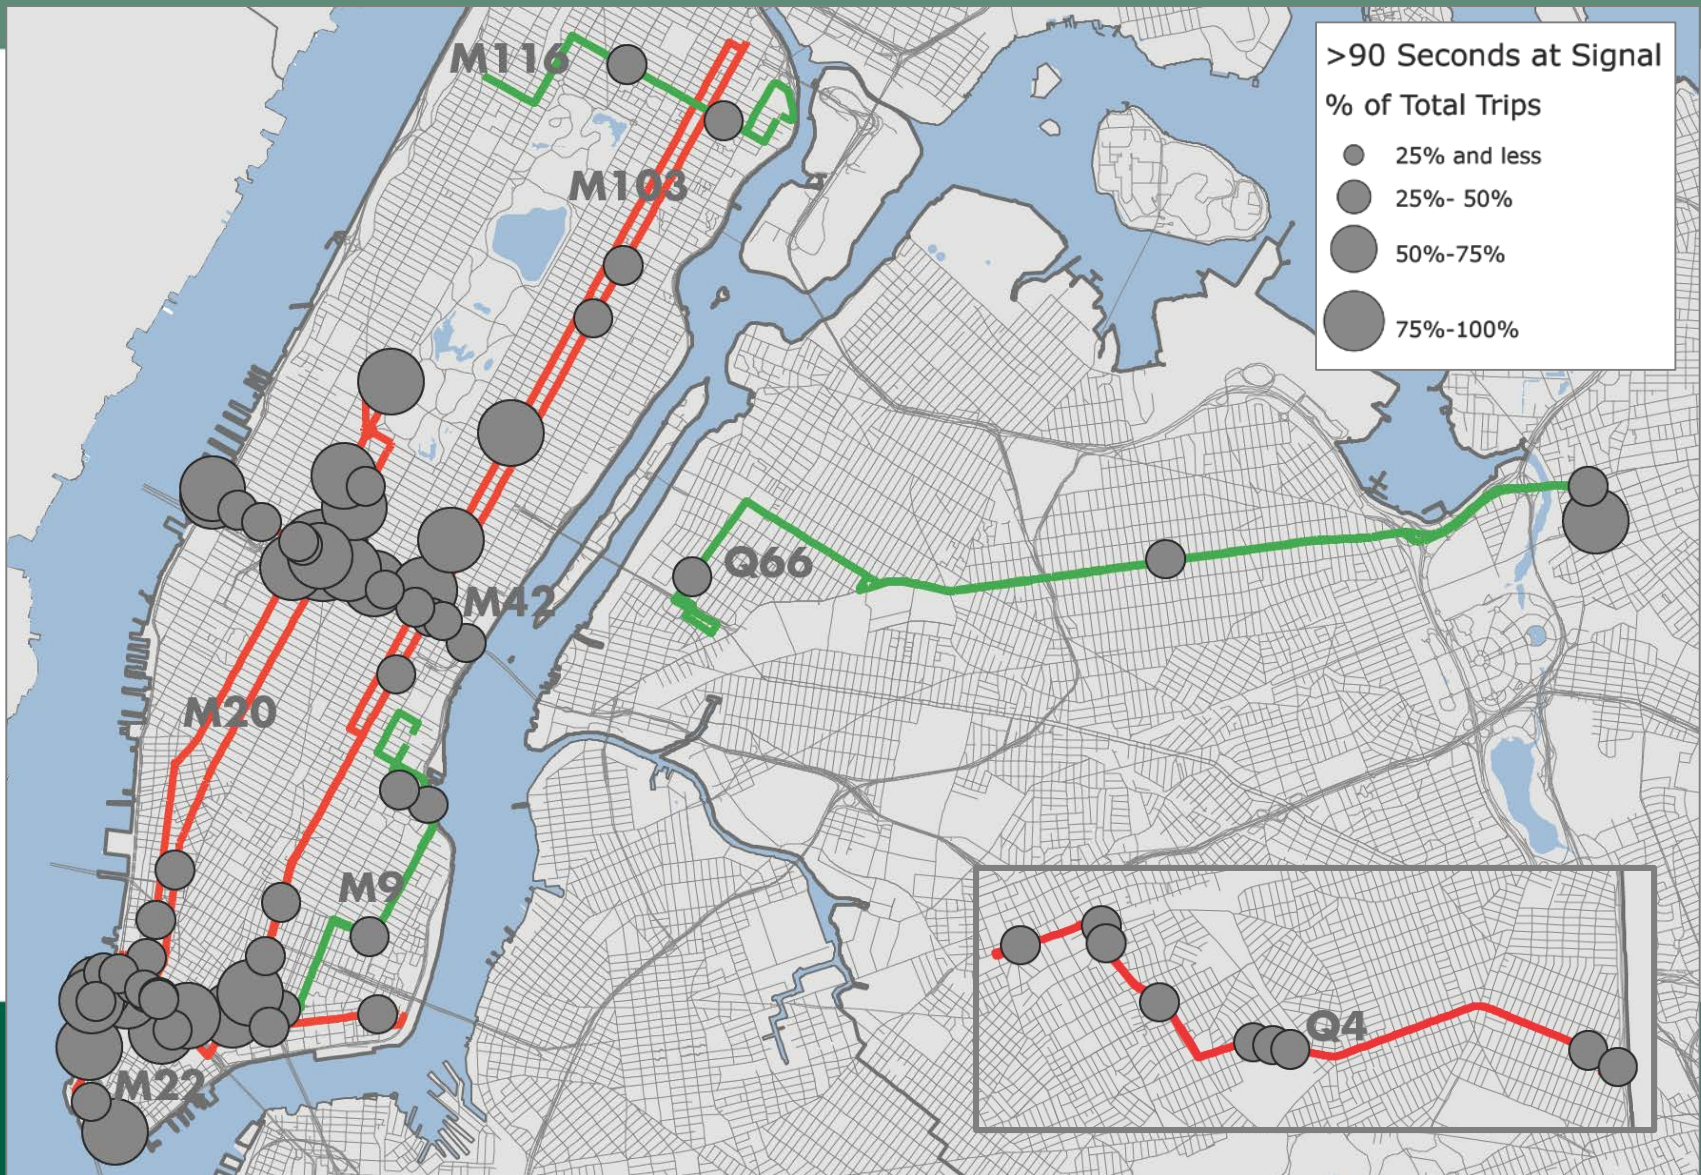 >90 Seconds at Signal
% of Total Trips
25% and less
25%- 50%
50%-75%
75%-100%
M116
M103
Q66
M42
M20
M9
Q4
M22